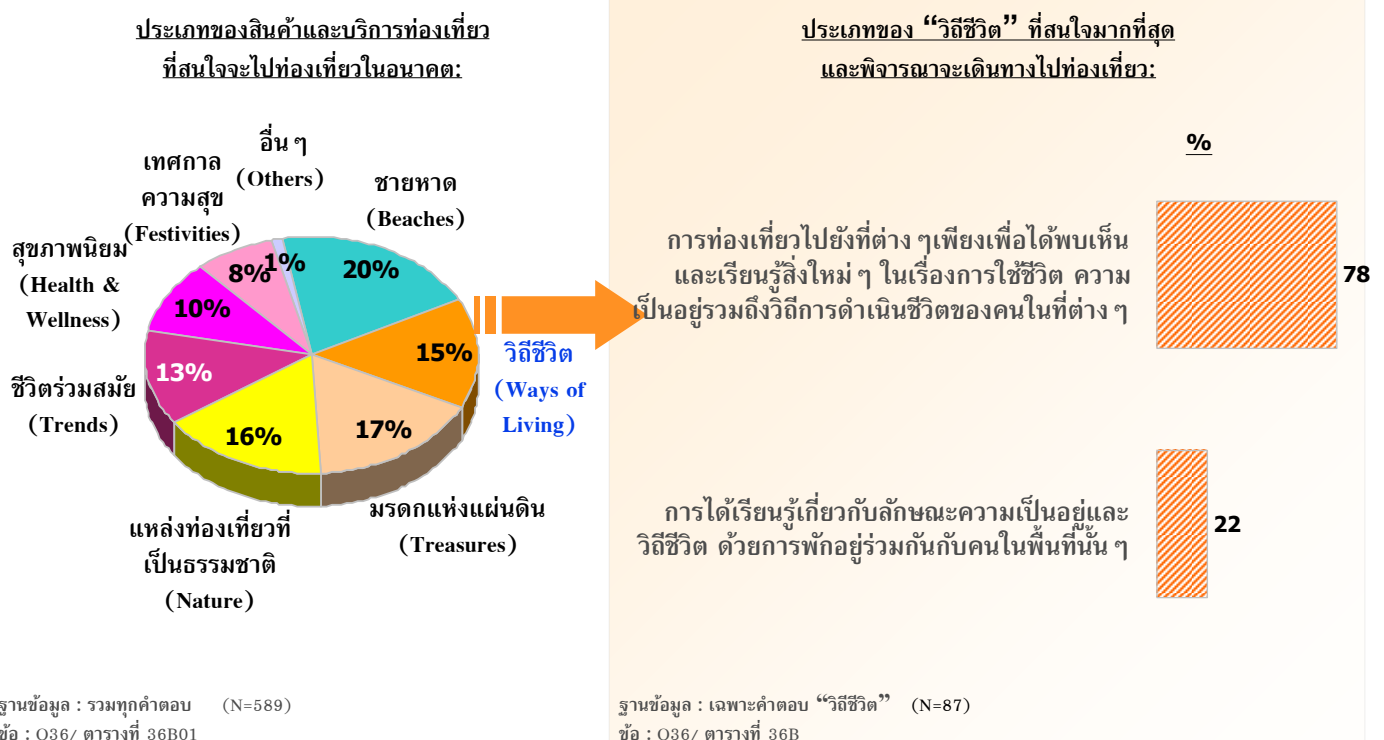 ประเภทของสินค้าและบริการท่องเที่ยว
ที่สนใจจะไปท่องเที่ยวในอนาคต:
อื่น ๆ
(Others)
เทศกาล
ความสุข
(Festivities)
ชายหาด
(Beaches)
สุขภาพนิยม
(Health &
Wellness)
8%
1%
20%
10%
15%
วิถีชีวิต
(Ways of
Living)
13%
ชีวิตร่วมสมัย
(Trends)
16%
17%
มรดกแห่งแผ่นดิน
(Treasures)
แหล่งท่องเที่ยวที่
เป็นธรรมชาติ
(Nature)
ฐานข้อมูล : รวมทุกคำตอบ (N=589)
ข้อ : Q36/ ตารางที่ 36B01
ประเภทของ “วิถีชีวิต” ที่สนใจมากที่สุด
และพิจารณาจะเดินทางไปท่องเที่ยว:
%
การท่องเที่ยวไปยังที่ต่าง ๆเพียงเพื่อได้พบเห็น
และเรียนรู้สิ่งใหม่ ๆ ในเรื่องการใช้ชีวิต ความ
เป็นอยู่รวมถึงวิถีการดำเนินชีวิตของคนในที่ต่าง ๆ
78
การได้เรียนรู้เกี่ยวกับลักษณะความเป็นอยู่และ
วิถีชีวิต ด้วยการพักอยู่ร่วมกันกับคนในพื้นที่นั้น ๆ
22
ฐานข้อมูล : เฉพาะคำตอบ “วิถีชีวิต” (N=87)
ข้อ : Q36/ ตารางที่ 36B